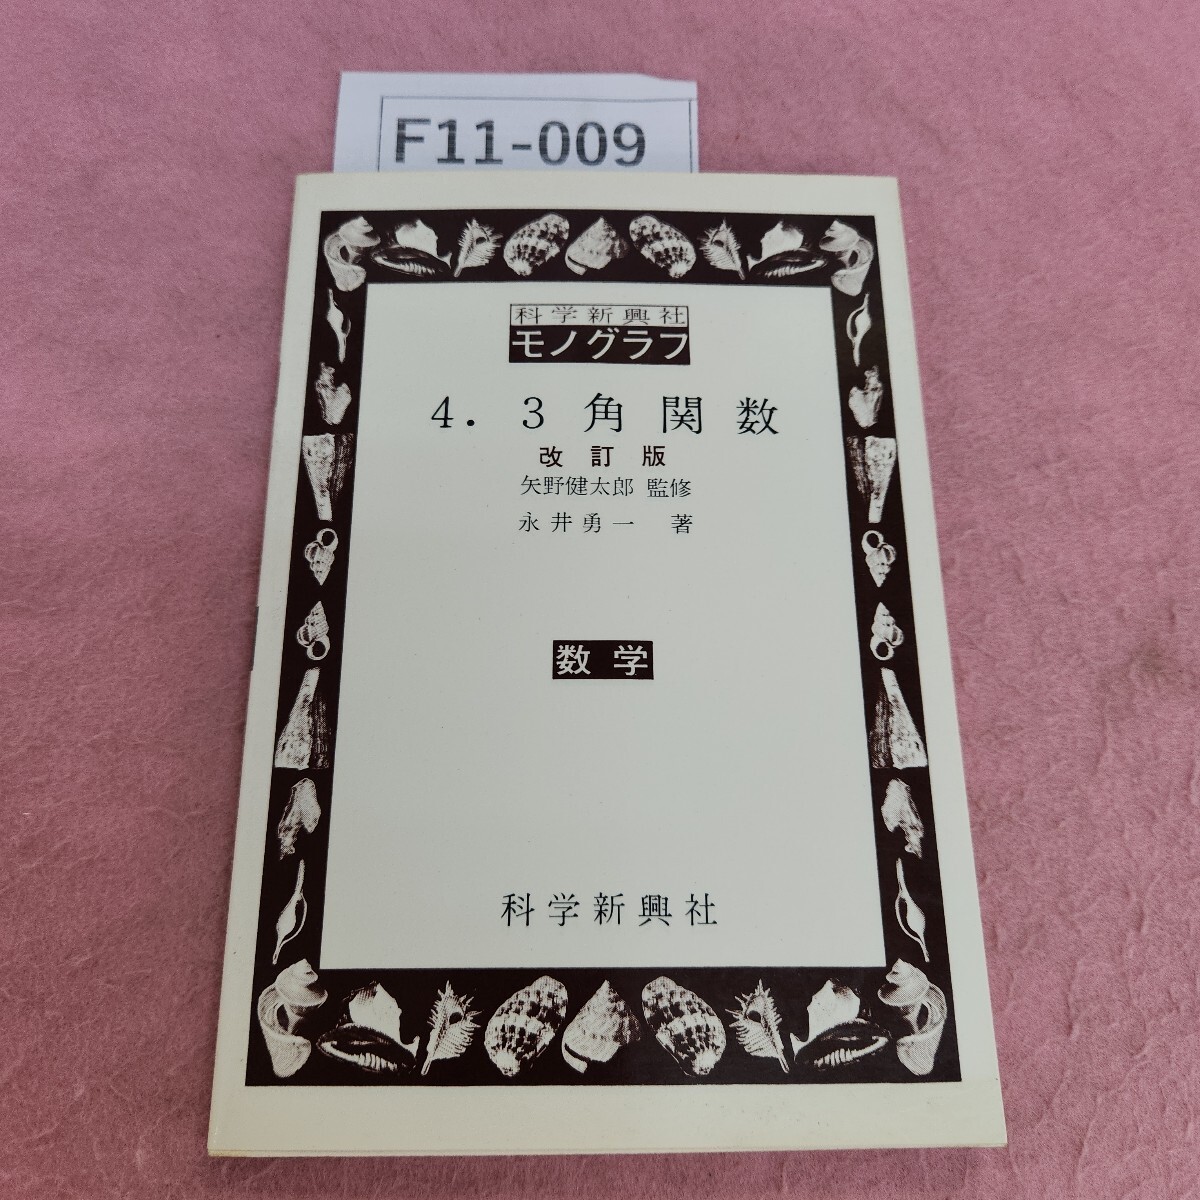 F11-009
科学新興社
モノグラフ
4. 3角関数
改訂版
矢野健太郎 監修
永井勇一 著
数学
科学新興社